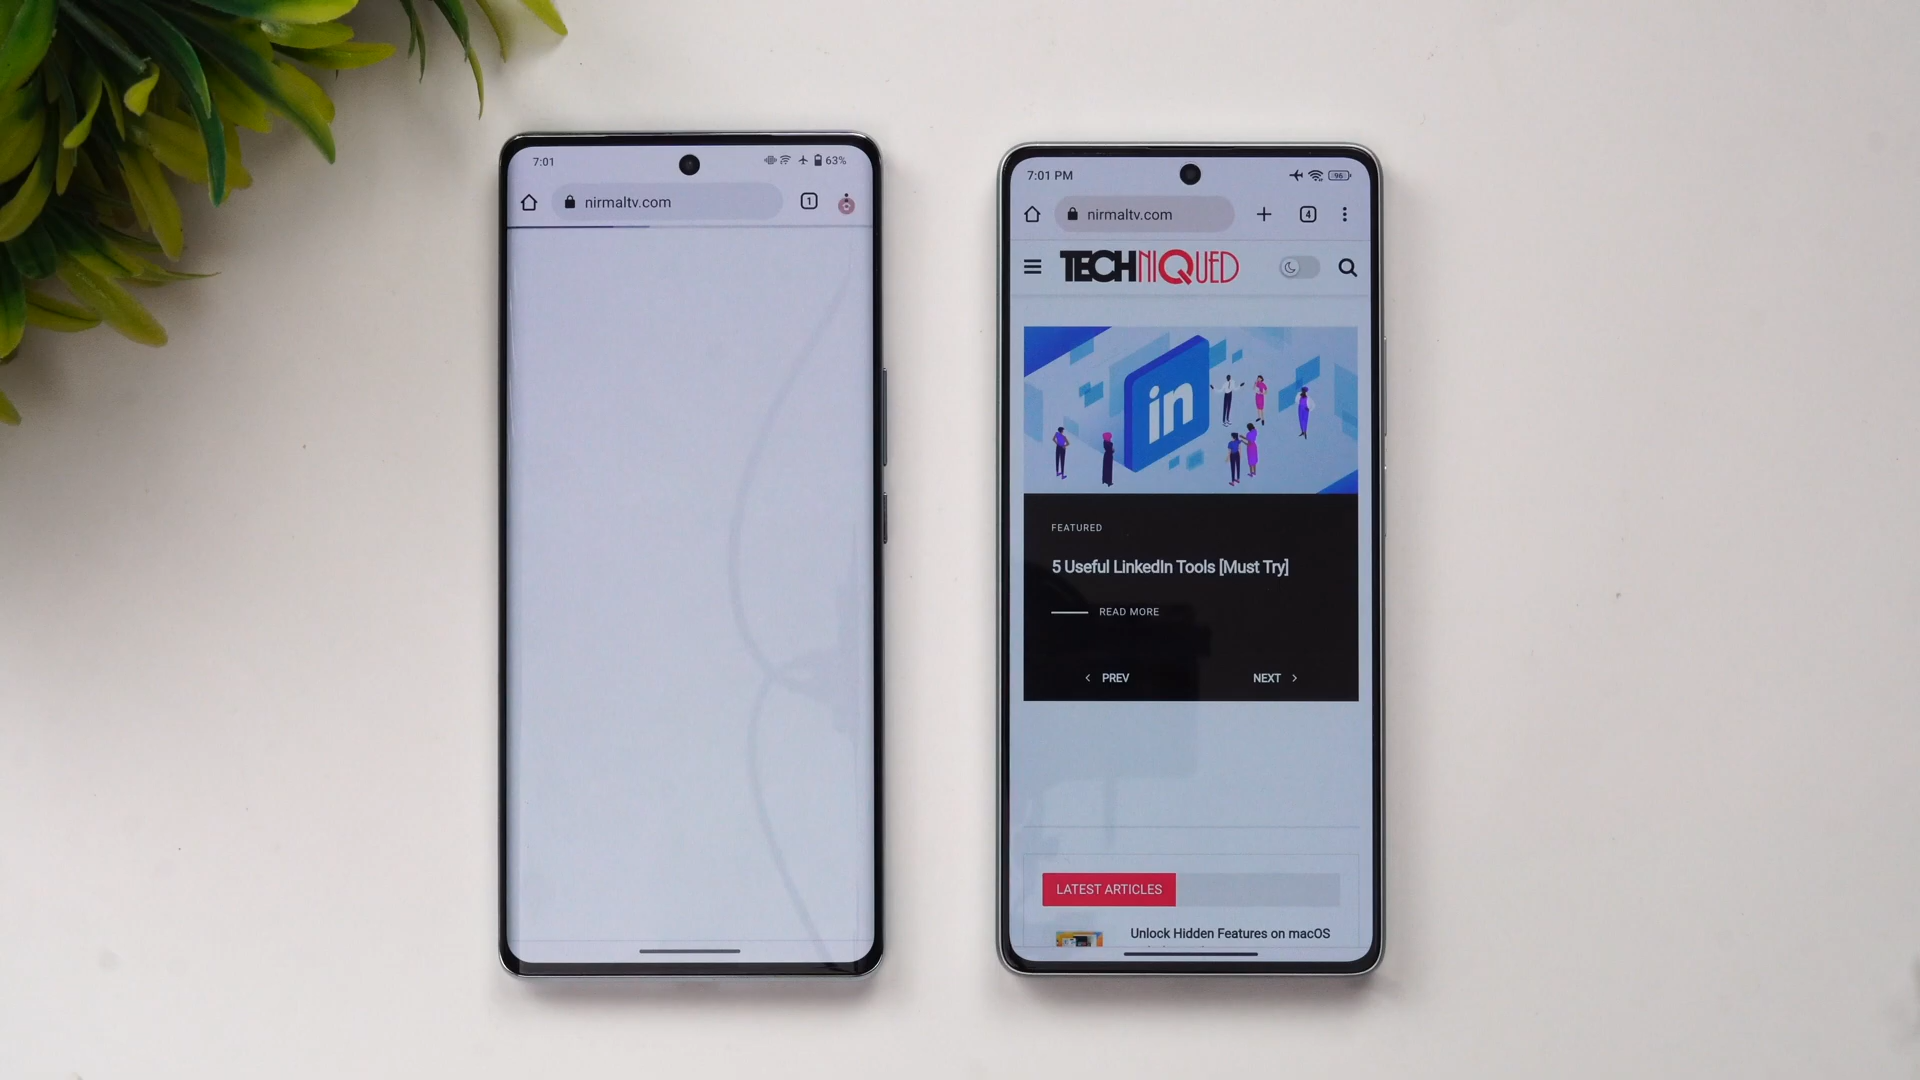 7:01
63%
nirmaltv.com
1
7:01 PM
96
nirmaltv.com
4
TECHNIQUED
in
FEATURED
5 Useful LinkedIn Tools [Must Try]
READ MORE
PREV
NEXT
LATEST ARTICLES
Unlock Hidden Features on macOS